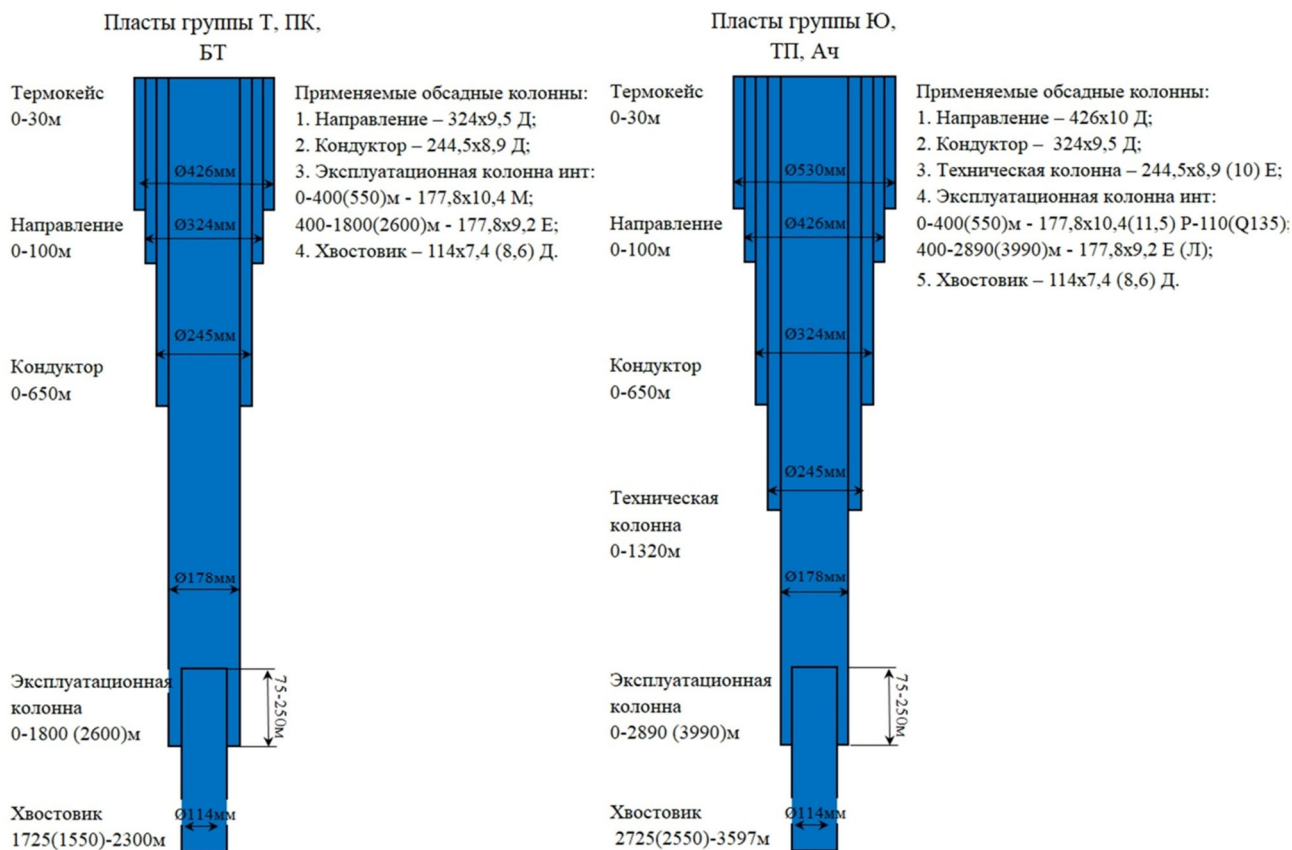 Пласты группы Т, ПК,
БТ
Термокейс
0-30м
Применяемые обсадные колонны:
1. Направление – 324х9,5 Д;
2. Кондуктор – 244,5х8,9 Д;
3. Эксплуатационная колонна инт:
0-400(550)м - 177,8х10,4 М;
400-1800(2600)м - 177,8х9,2 Е;
4. Хвостовик – 114х7,4 (8,6) Д.
Ø426мм
Направление
0-100м
Ø324мм
Ø245мм
Кондуктор
0-650м
Ø178мм
Эксплуатационная
колонна
0-1800 (2600)м
75-250м
Хвостовик
1725(1550)-2300м
Ø114мм
Пласты группы Ю,
ТП, Ач
Термокейс
0-30м
Применяемые обсадные колонны:
1. Направление – 426х10 Д;
2. Кондуктор – 324х9,5 Д;
3. Техническая колонна – 244,5х8,9 (10) Е;
4. Эксплуатационная колонна инт:
0-400(550)м - 177,8х10,4(11,5) Р-110(Q135);
400-2890(3990)м - 177,8х9,2 Е (Л);
5. Хвостовик – 114х7,4 (8,6) Д.
Ø530мм
Направление
0-100м
Ø426мм
Ø324мм
Кондуктор
0-650м
Ø245мм
Техническая
колонна
0-1320м
Ø178мм
Эксплуатационная
колонна
0-2890 (3990)м
75-250м
Хвостовик
2725(2550)-3597м
Ø114мм